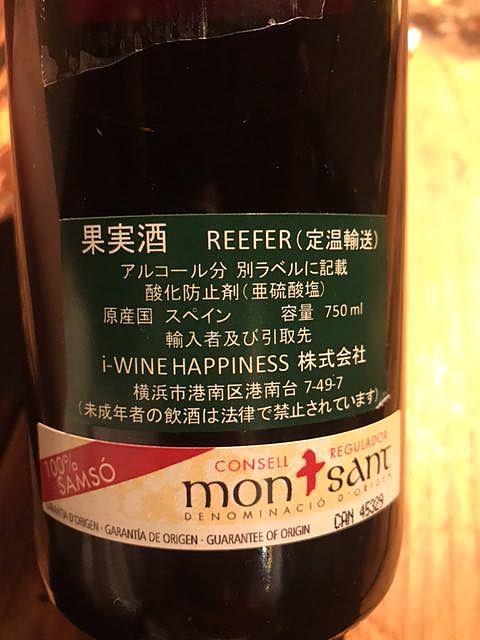 果実酒 REEFER(定温輸送)
アルコール分 別ラベルに記載
酸化防止剤(亜硫酸塩)
原産国 スペイン 容量 750ml
輸入者及び引取先
i-WINE HAPPINESS 株式会社
横浜市港南区港南台 7-49-7
(未成年者の飲酒は法律で禁止されています)
100% SAMSÓ
CONSELL REGULADOR
montsant
DENOMINACIÓ D'ORIGEN
GARANTIA D'ORIGEN · GARANTÍA DE ORIGEN · GUARANTEE OF ORIGIN
CAN 45329